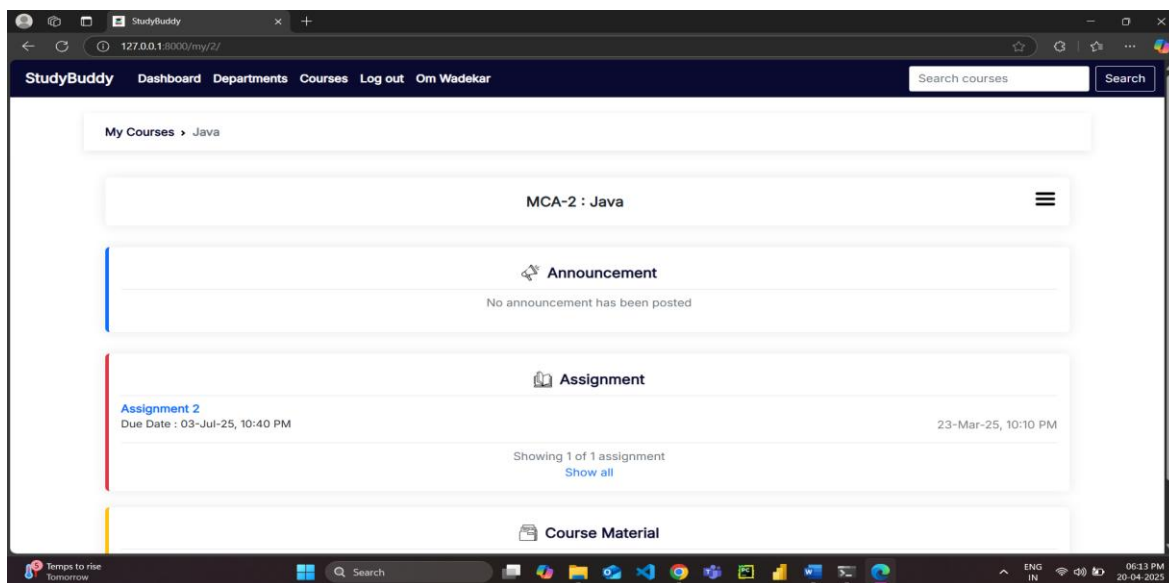 StudyBuddy
127.0.0.1:8000/my/2/
StudyBuddy Dashboard Departments Courses Log out Om Wadekar Search courses Search
My Courses › Java
MCA-2 : Java
Announcement
No announcement has been posted
Assignment
Assignment 2
Due Date : 03-Jul-25, 10:40 PM 23-Mar-25, 10:10 PM
Showing 1 of 1 assignment
Show all
Course Material
5 Temps to rise
Tomorrow
Search
ENG
IN
06:13 PM
20-04-2025